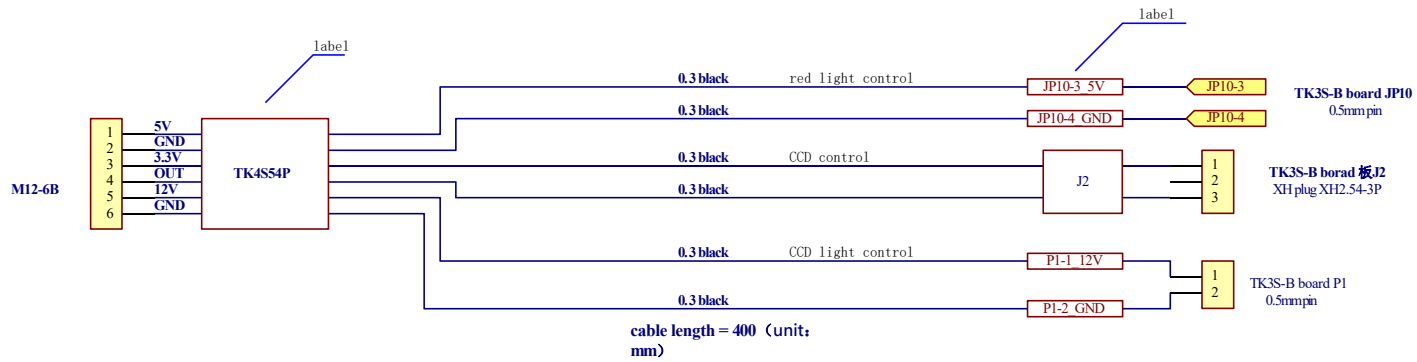 label
label
0.3 black
red light control
JP10-3_5V
JP10-3
TK3S-B board JP10
0.5mm pin
0.3 black
JP10-4_GND
JP10-4
M12-6B
1
2
3
4
5
6
5V
GND
3.3V
OUT
12V
GND
TK4S54P
0.3 black
CCD control
0.3 black
J2
1
2
3
TK3S-B borad 板J2
XH plug XH2.54-3P
0.3 black
CCD light control
P1-1_12V
1
2
TK3S-B board P1
0.5mm pin
0.3 black
P1-2_GND
cable length = 400（unit：
mm）